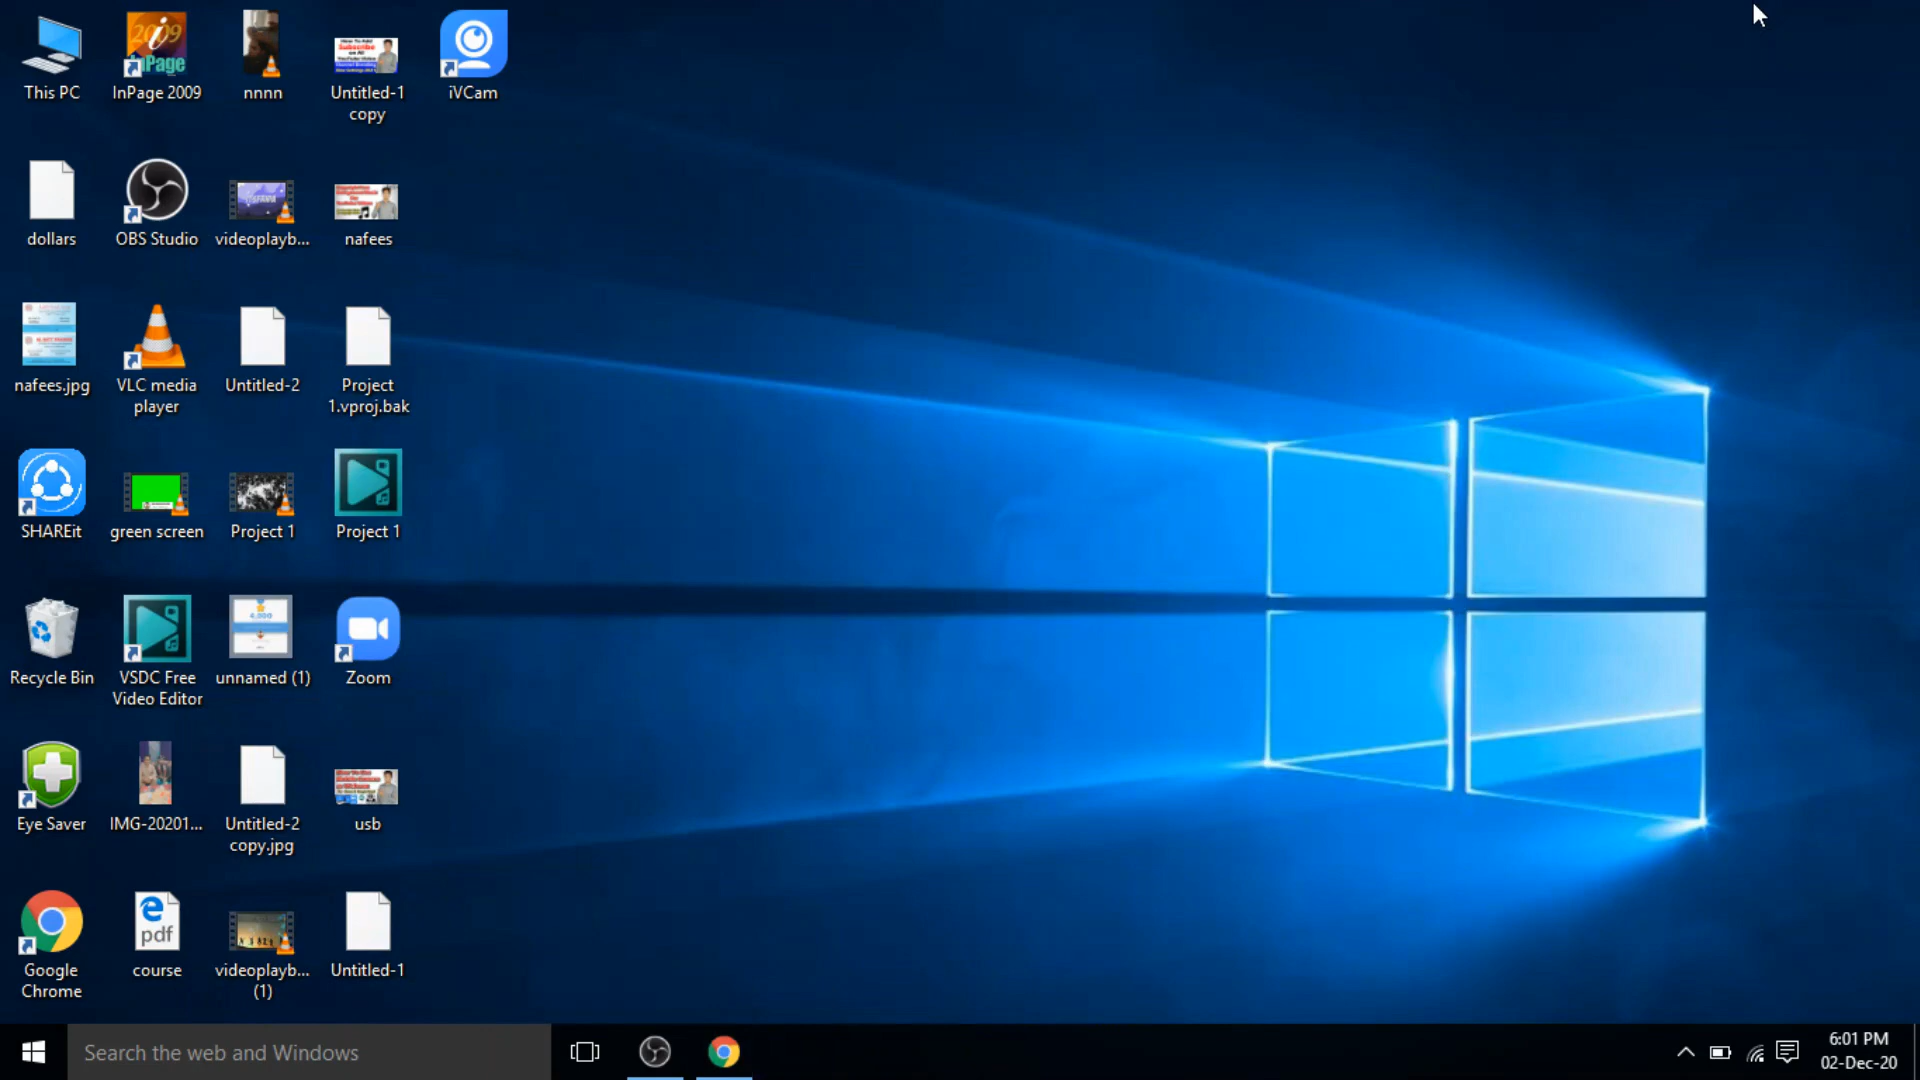 This PC
InPage 2009
nnnn
Untitled-1
copy
iVCam
dollars
OBS Studio
videoplayb...
nafees
nafees.jpg
VLC media
player
Untitled-2
Project
1.vproj.bak
SHAREit
green screen
Project 1
Project 1
Recycle Bin
VSDC Free
Video Editor
unnamed (1)
Zoom
Eye Saver
IMG-20201...
Untitled-2
copy.jpg
usb
Google
Chrome
course
videoplayb...
(1)
Untitled-1
2009
InPage
pdf
Search the web and Windows
6:01 PM
02-Dec-20